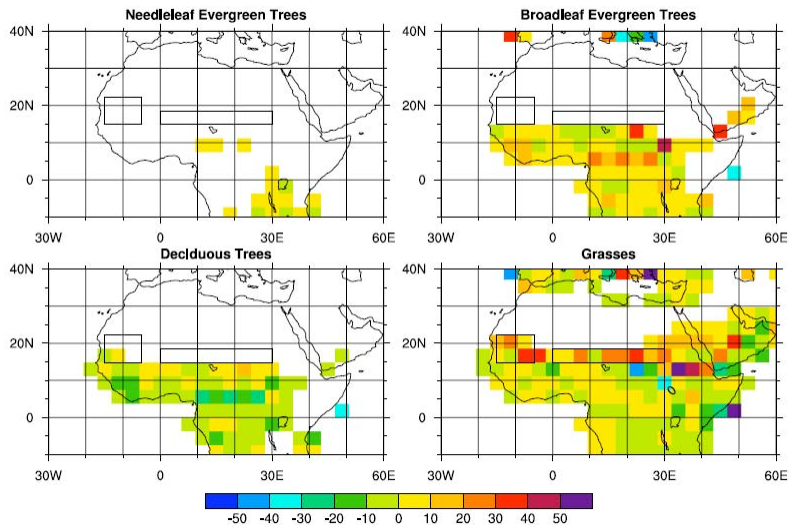 Needleleaf Evergreen Trees
Broadleaf Evergreen Trees
40N
40N
20N
20N
0
0
30W 0 30E 60E
30W 0 30E 60E
Deciduous Trees
Grasses
40N
40N
20N
20N
0
0
30W 0 30E 60E
30W 0 30E 60E
-50 -40 -30 -20 -10 0 10 20 30 40 50